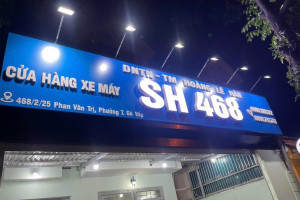 DNTN - TM HOÀNG LÊ
CỬA HÀNG XE MÁY
SH 468
468/2/25 Phan Văn Trị, Phường 7, Gò Vấp